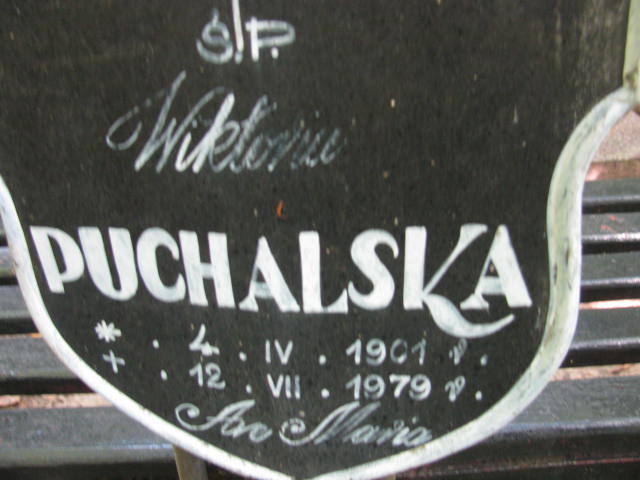 Ś.P.
Wiktoria
PUCHALSKA
* . 4 . IV . 1901 r.
+ . 12 . VII . 1979 r.
Ave Maria